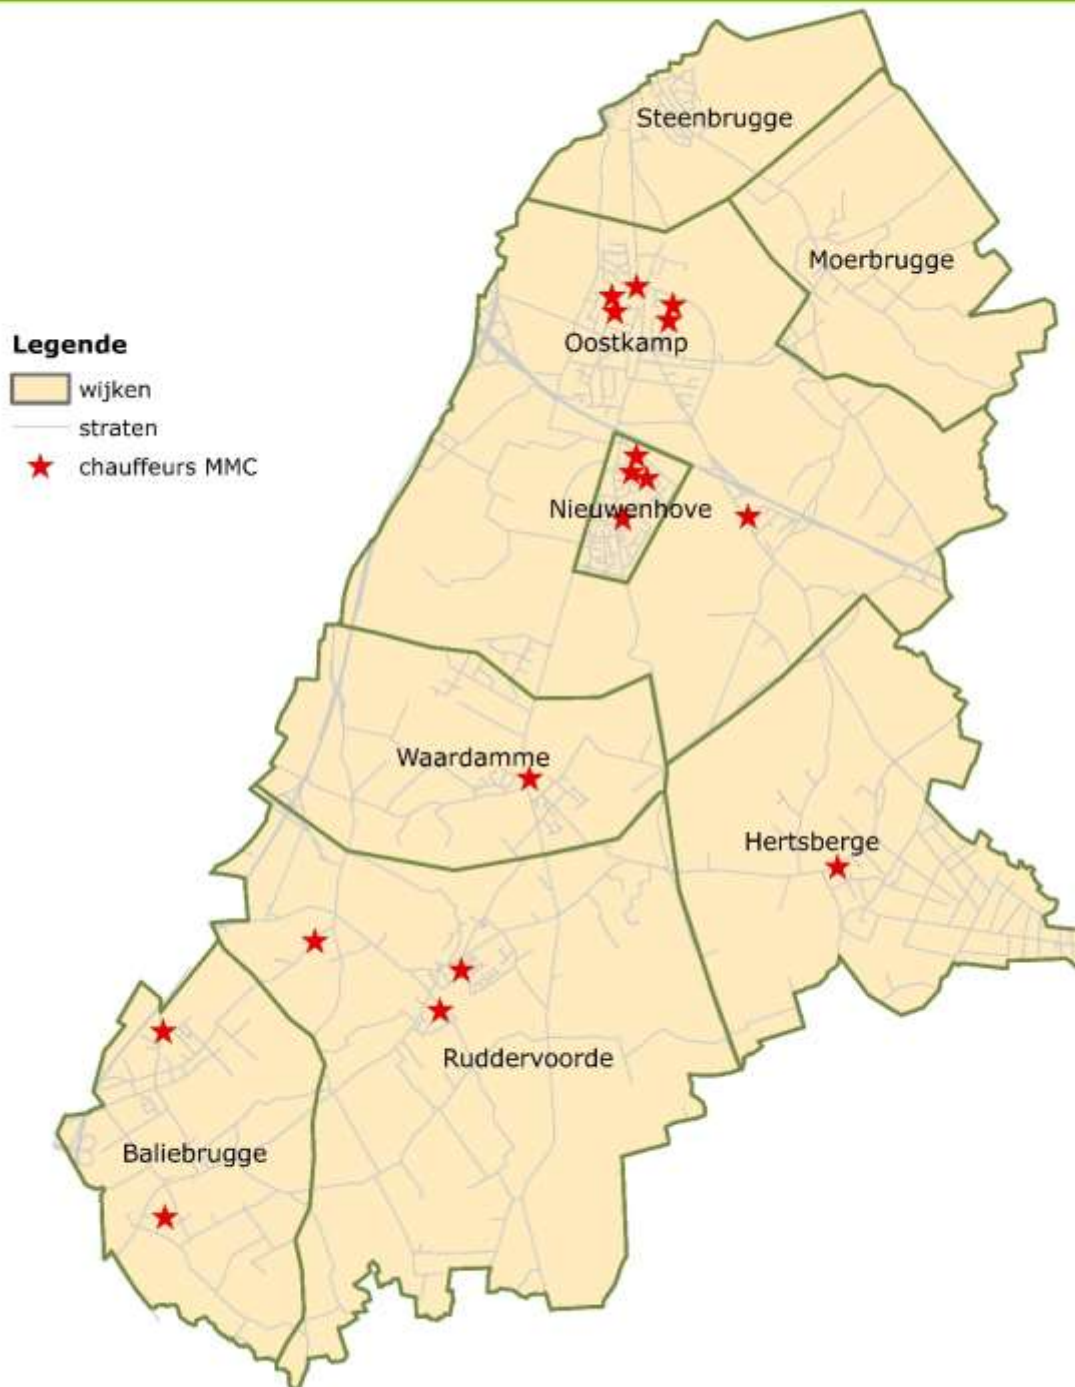 Steenbrugge
Moerbrugge
Oostkamp
Legende
wijken
straten
chauffeurs MMC
Nieuwenhove
Waardamme
Hertsberge
Ruddervoorde
Baliebrugge